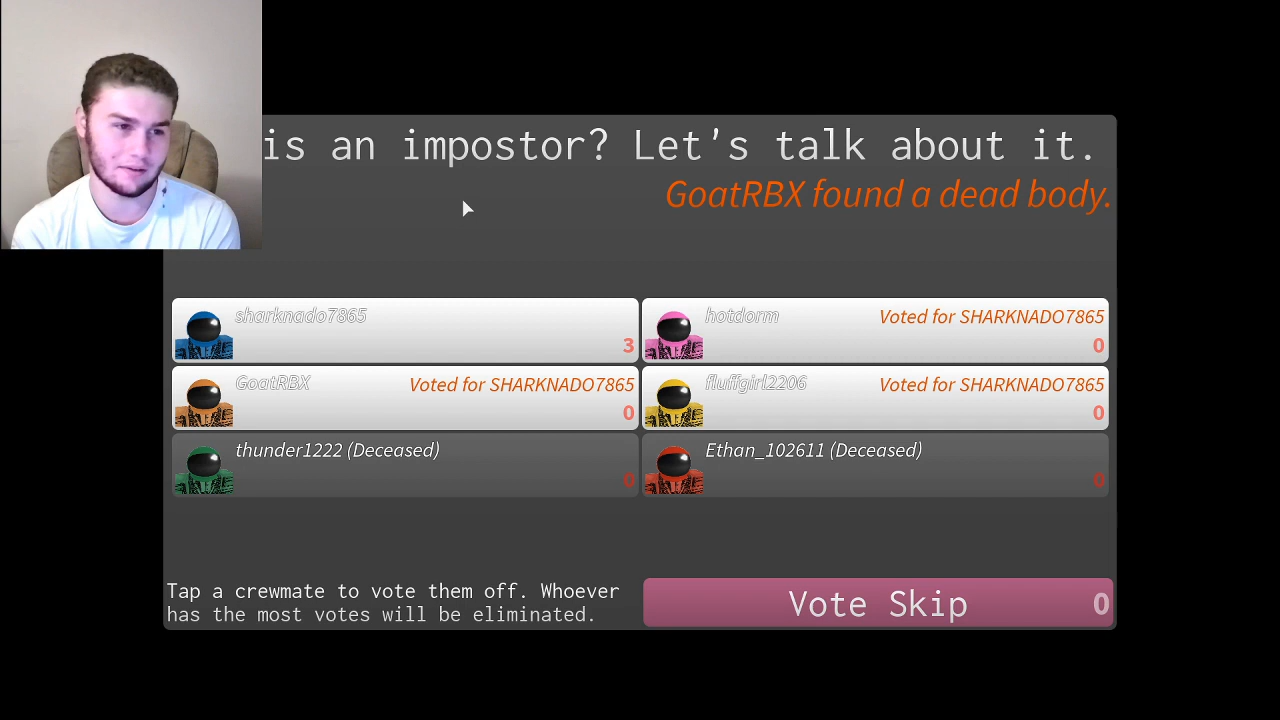 is an impostor? Let's talk about it.
GoatRBX found a dead body.
sharknado7865
3
hotdorm
Voted for SHARKNADO7865
0
GoatRBX
Voted for SHARKNADO7865
0
fluffgirl2206
Voted for SHARKNADO7865
0
thunder1222 (Deceased)
0
Ethan_102611 (Deceased)
0
Tap a crewmate to vote them off. Whoever
has the most votes will be eliminated.
Vote Skip
0